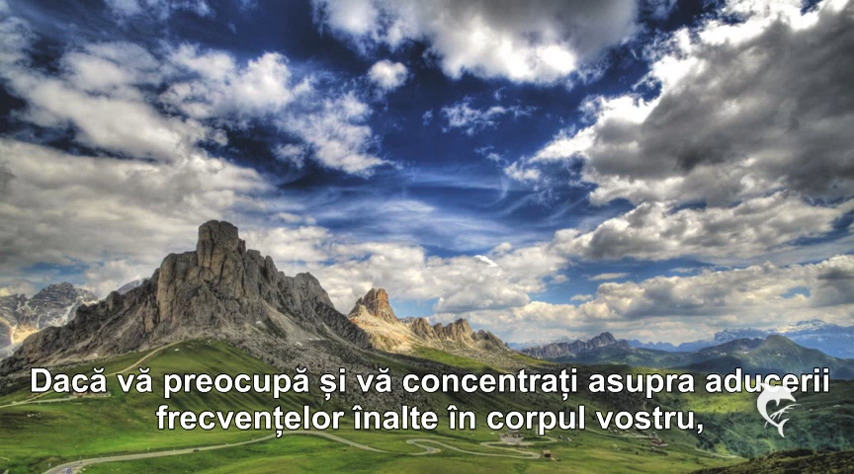 Dacă vă preocupă și vă concentrați asupra aducerii
frecvențelor înalte în corpul vostru,